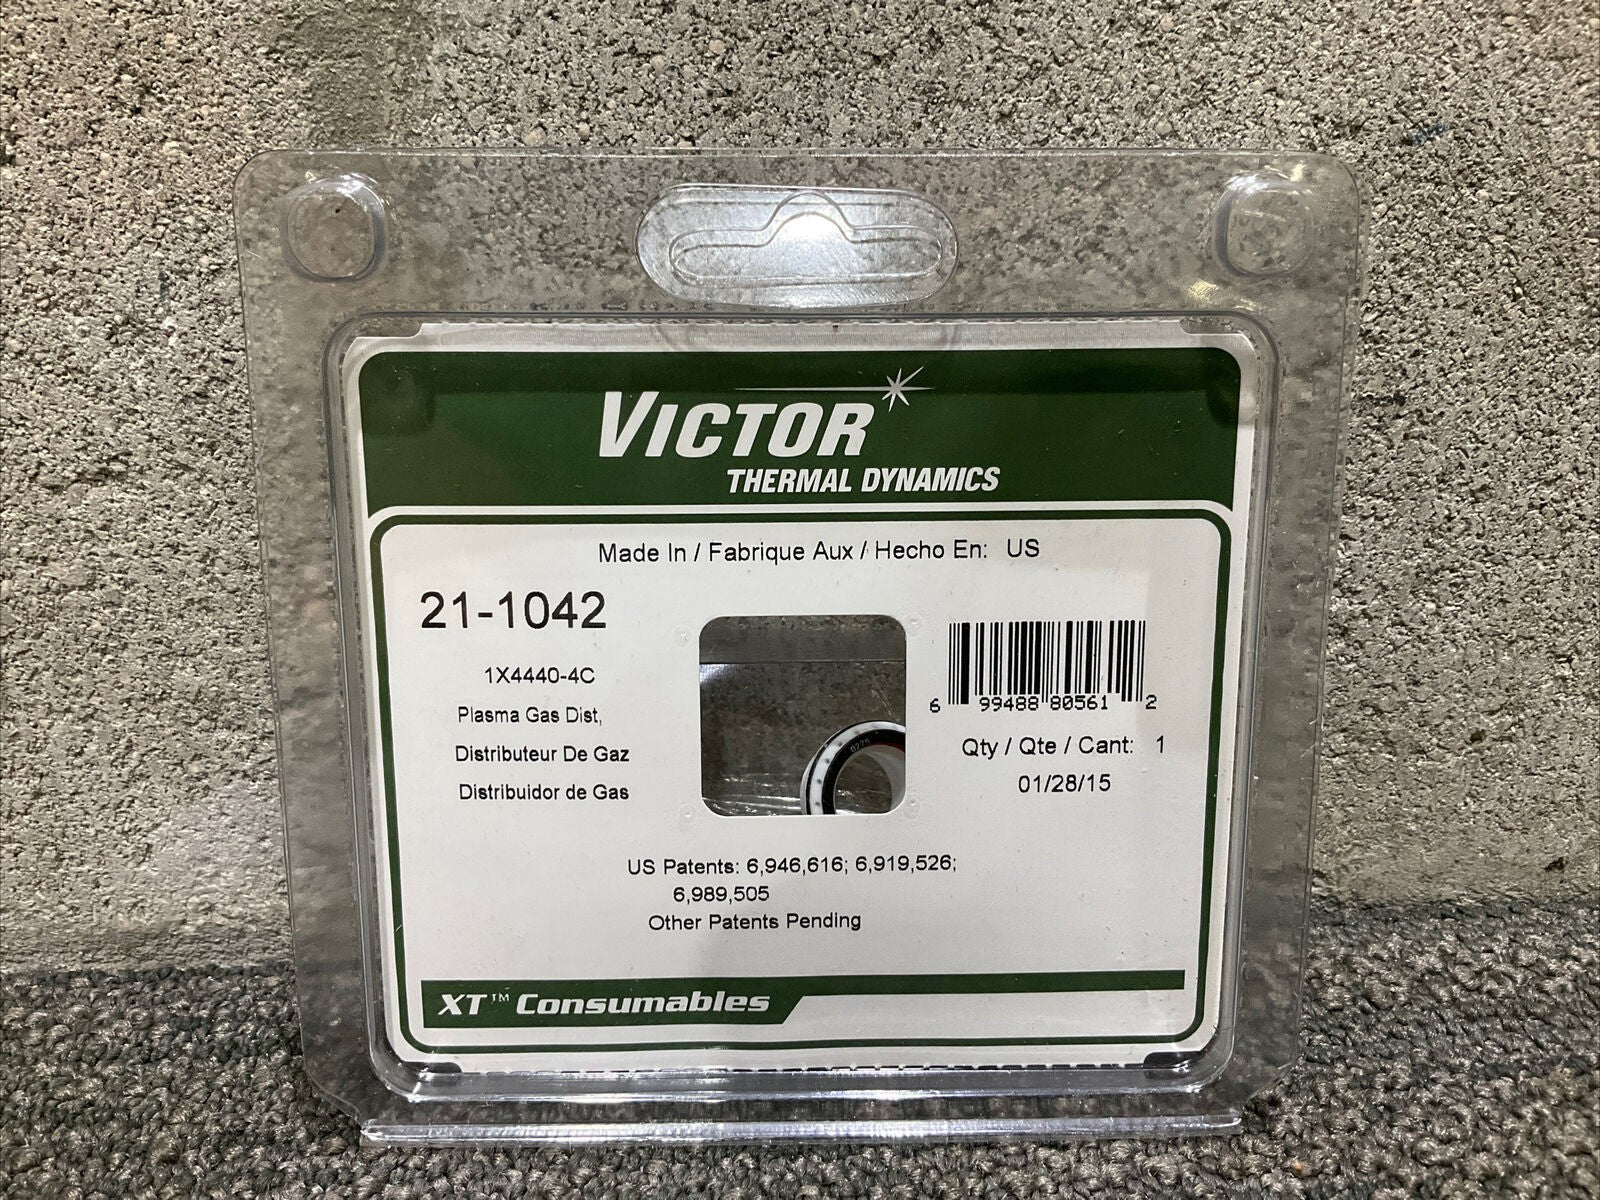 VICTOR
THERMAL DYNAMICS
Made In / Fabrique Aux / Hecho En: US
21-1042
1X4440-4C
Plasma Gas Dist,
Distributeur De Gaz
Distribuidor de Gas
0275
6 99488 80561 2
Qty / Qte / Cant: 1
01/28/15
US Patents: 6,946,616; 6,919,526;
6,989,505
Other Patents Pending
XT™ Consumables